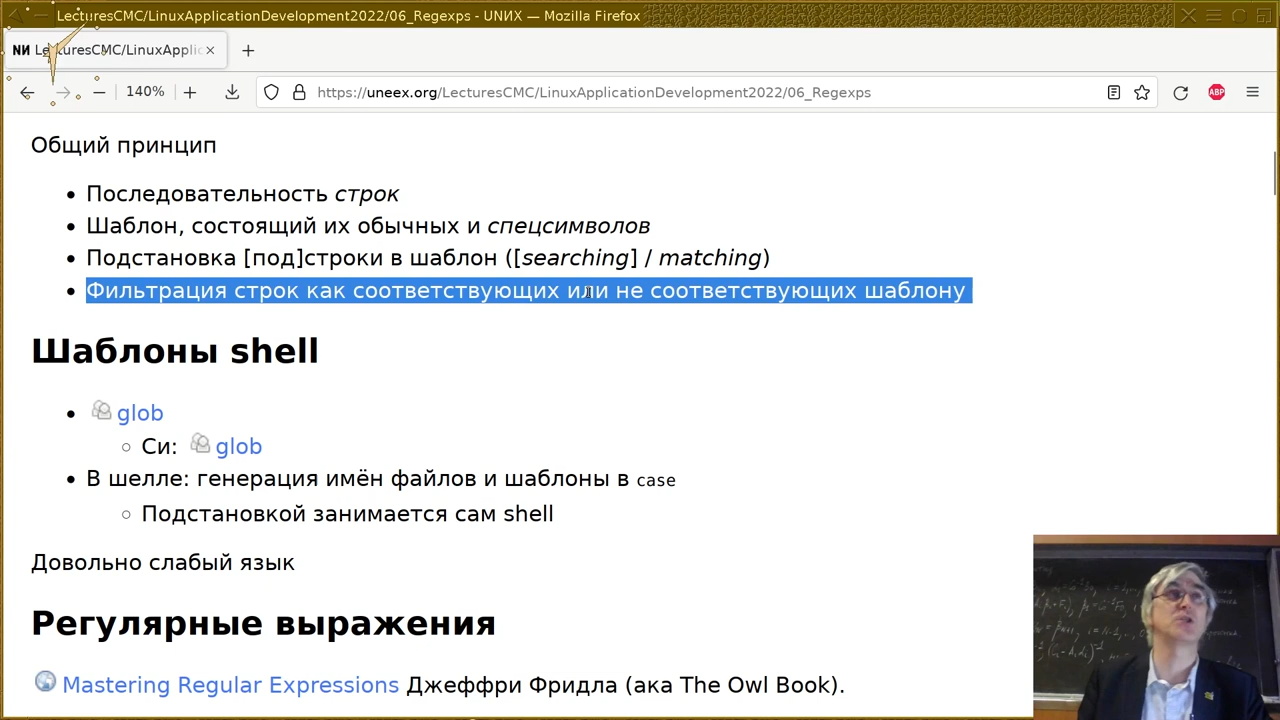 LecturesCMC/LinuxApplicationDevelopment2022/06_Regexps - UNИX — Mozilla Firefox
NИ LecturesCMC/LinuxApplic
140%
https://uneex.org/LecturesCMC/LinuxApplicationDevelopment2022/06_Regexps
ABP
Общий принцип
Последовательность строк
Шаблон, состоящий их обычных и спецсимволов
Подстановка [под]строки в шаблон ([searching] / matching)
Фильтрация строк как соответствующих или не соответствующих шаблону
Шаблоны shell
glob
Си: glob
В шелле: генерация имён файлов и шаблоны в case
Подстановкой занимается сам shell
Довольно слабый язык
Регулярные выражения
Mastering Regular Expressions Джеффри Фридла (aка The Owl Book).